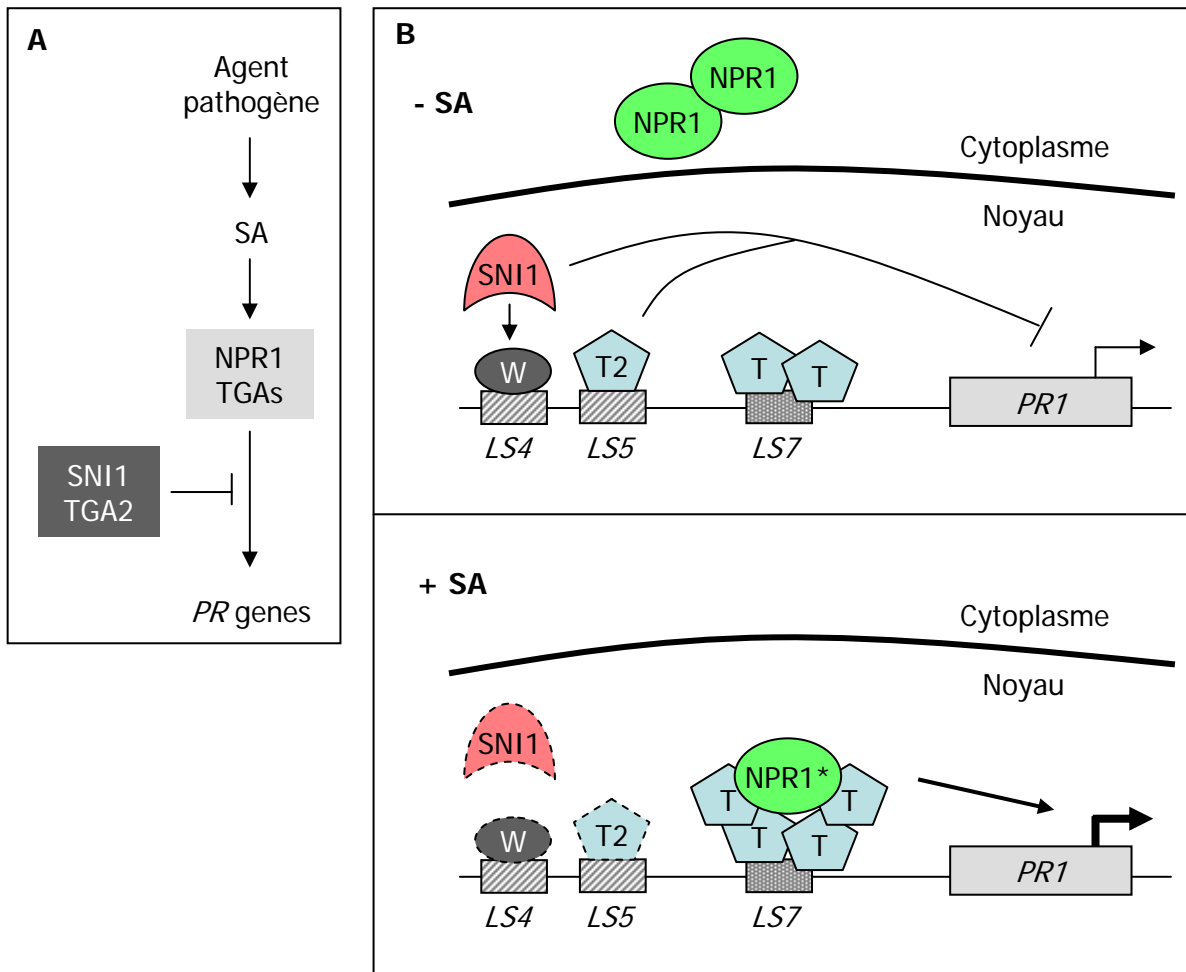 A
Agent
pathogène
SA
NPR1
TGAs
SNI1
TGA2
PR genes
B
- SA
NPR1
NPR1
Cytoplasme
Noyau
SNI1
W
T2
T
T
PR1
LS4
LS5
LS7
+ SA
Cytoplasme
Noyau
SNI1
NPR1*
T
T
W
T2
T
T
PR1
LS4
LS5
LS7